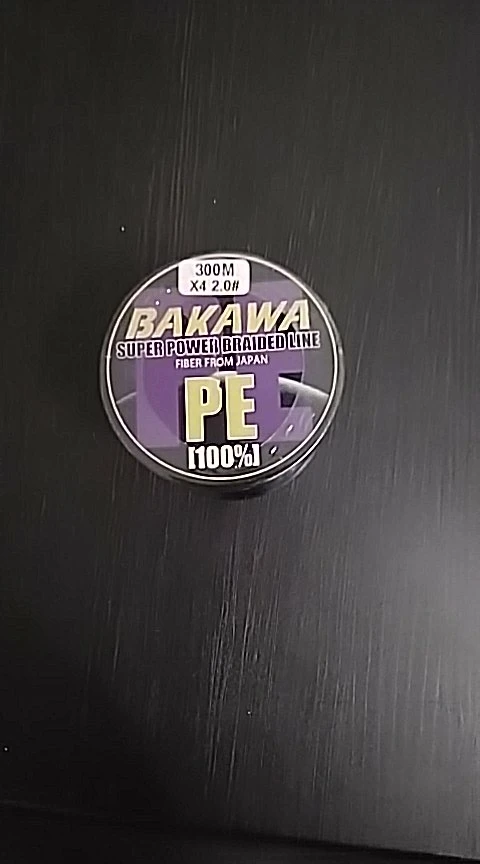 300M
X4 2.0#
BAKAWA
SUPER POWER BRAIDED LINE
FIBER FROM JAPAN
PE
[100%]